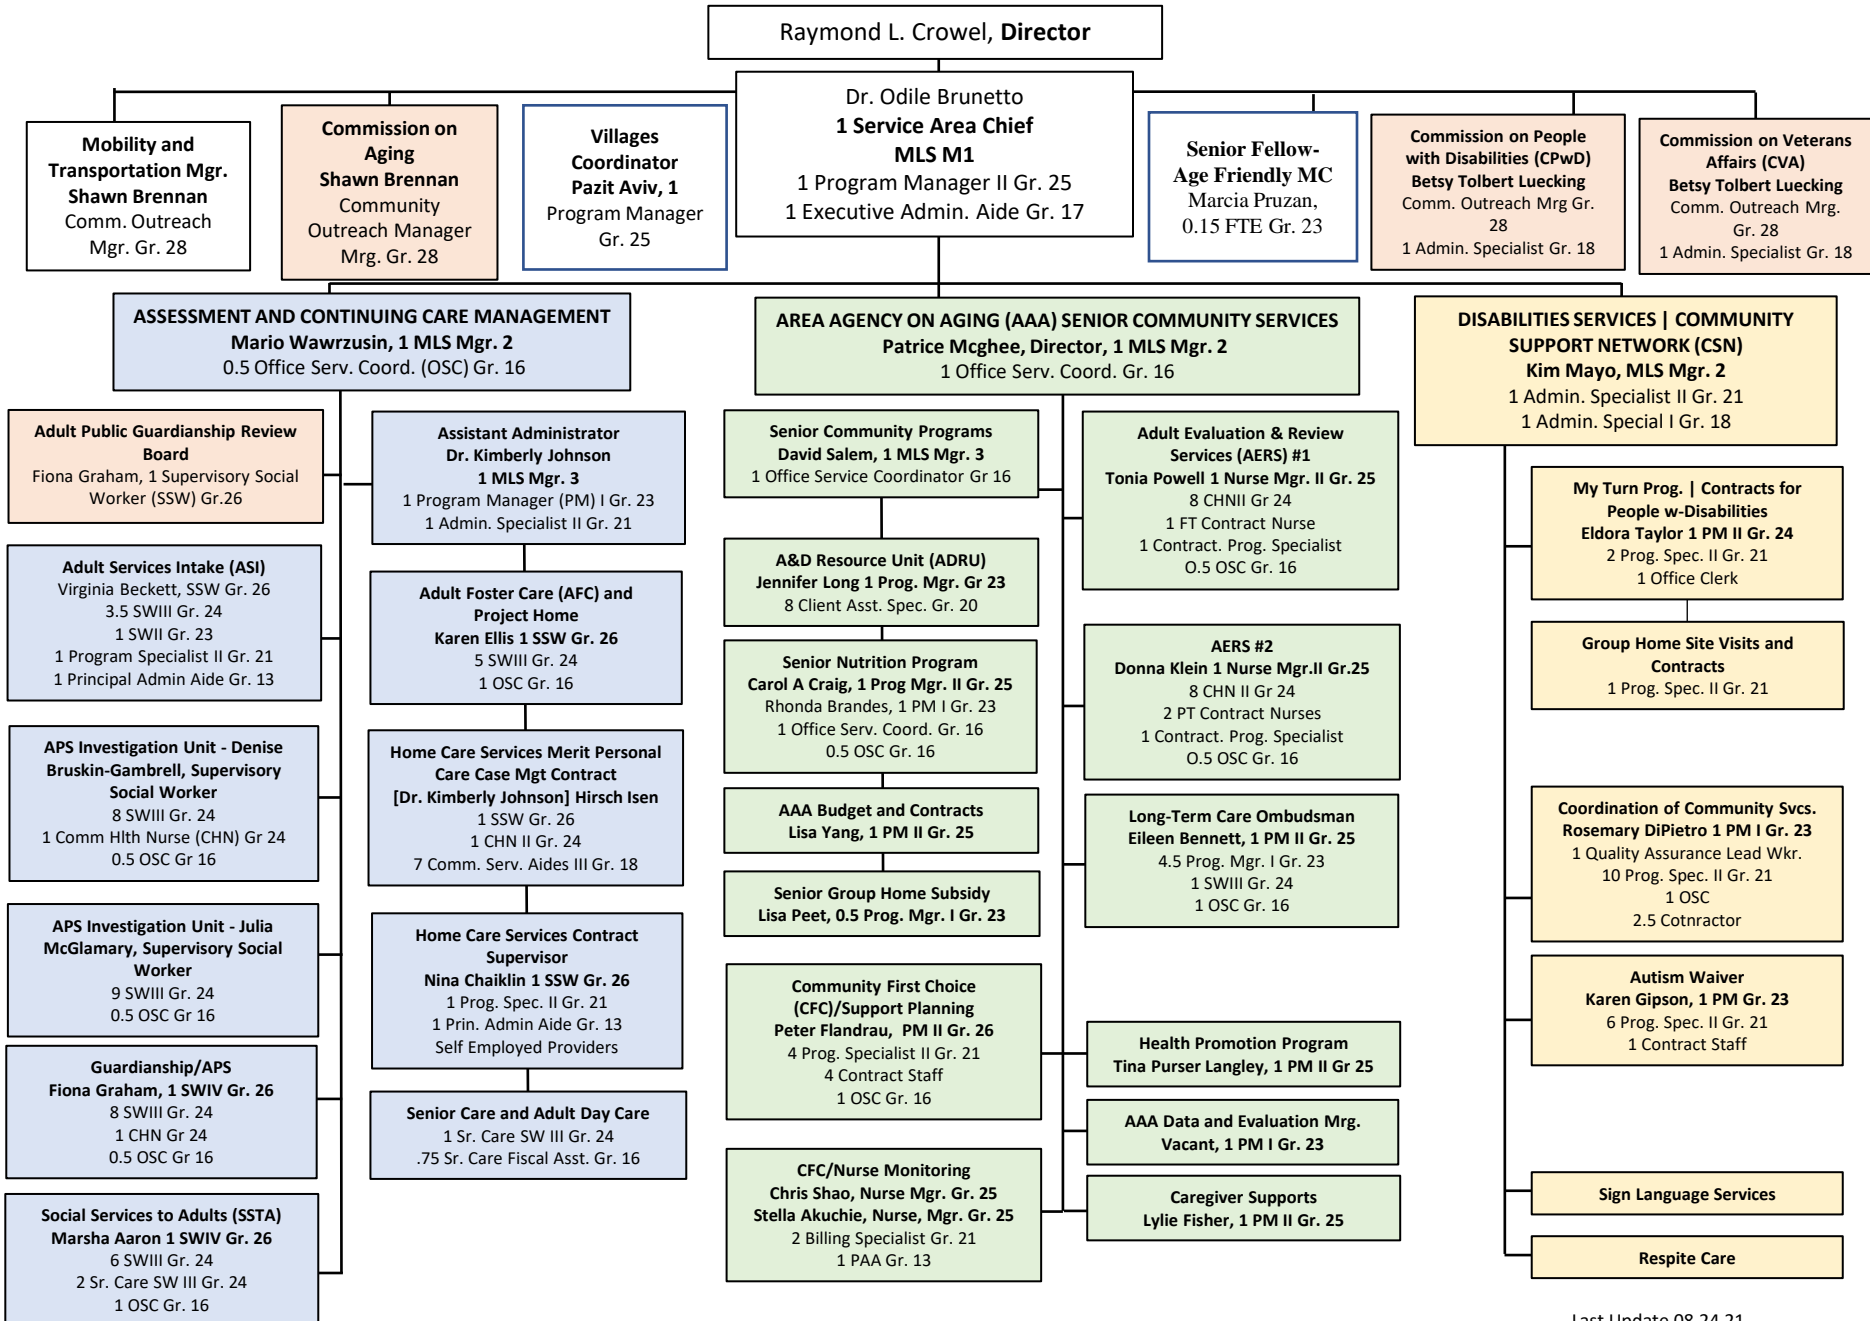 Raymond L. Crowel, Director
Dr. Odile Brunetto
1 Service Area Chief
MLS M1
1 Program Manager II Gr. 25
1 Executive Admin. Aide Gr. 17
Mobility and
Transportation Mgr.
Shawn Brennan
Comm. Outreach
Mgr. Gr. 28
Commission on
Aging
Shawn Brennan
Community
Outreach Manager
Mrg. Gr. 28
Villages
Coordinator
Pazit Aviv, 1
Program Manager
Gr. 25
Senior Fellow-
Age Friendly MC
Marcia Pruzan,
0.15 FTE Gr. 23
Commission on People
with Disabilities (CPwD)
Betsy Tolbert Luecking
Comm. Outreach Mrg Gr.
28
1 Admin. Specialist Gr. 18
Commission on Veterans
Affairs (CVA)
Betsy Tolbert Luecking
Comm. Outreach Mrg.
Gr. 28
1 Admin. Specialist Gr. 18
ASSESSMENT AND CONTINUING CARE MANAGEMENT
Mario Wawrzusin, 1 MLS Mgr. 2
0.5 Office Serv. Coord. (OSC) Gr. 16
Adult Public Guardianship Review
Board
Fiona Graham, 1 Supervisory Social
Worker (SSW) Gr.26
Adult Services Intake (ASI)
Virginia Beckett, SSW Gr. 26
3.5 SWIII Gr. 24
1 SWII Gr. 23
1 Program Specialist II Gr. 21
1 Principal Admin Aide Gr. 13
APS Investigation Unit - Denise
Bruskin-Gambrell, Supervisory
Social Worker
8 SWIII Gr. 24
1 Comm Hlth Nurse (CHN) Gr 24
0.5 OSC Gr 16
APS Investigation Unit - Julia
McGlamary, Supervisory Social
Worker
9 SWIII Gr. 24
0.5 OSC Gr 16
Guardianship/APS
Fiona Graham, 1 SWIV Gr. 26
8 SWIII Gr. 24
1 CHN Gr 24
0.5 OSC Gr 16
Social Services to Adults (SSTA)
Marsha Aaron 1 SWIV Gr. 26
6 SWIII Gr. 24
2 Sr. Care SW III Gr. 24
1 OSC Gr. 16
Assistant Administrator
Dr. Kimberly Johnson
1 MLS Mgr. 3
1 Program Manager (PM) I Gr. 23
1 Admin. Specialist II Gr. 21
Adult Foster Care (AFC) and
Project Home
Karen Ellis 1 SSW Gr. 26
5 SWIII Gr. 24
1 OSC Gr. 16
Home Care Services Merit Personal
Care Case Mgt Contract
[Dr. Kimberly Johnson] Hirsch Isen
1 SSW Gr. 26
1 CHN II Gr. 24
7 Comm. Serv. Aides III Gr. 18
Home Care Services Contract
Supervisor
Nina Chaiklin 1 SSW Gr. 26
1 Prog. Spec. II Gr. 21
1 Prin. Admin Aide Gr. 13
Self Employed Providers
Senior Care and Adult Day Care
1 Sr. Care SW III Gr. 24
.75 Sr. Care Fiscal Asst. Gr. 16
AREA AGENCY ON AGING (AAA) SENIOR COMMUNITY SERVICES
Patrice Mcghee, Director, 1 MLS Mgr. 2
1 Office Serv. Coord. Gr. 16
Senior Community Programs
David Salem, 1 MLS Mgr. 3
1 Office Service Coordinator Gr 16
A&D Resource Unit (ADRU)
Jennifer Long 1 Prog. Mgr. Gr 23
8 Client Asst. Spec. Gr. 20
Senior Nutrition Program
Carol A Craig, 1 Prog Mgr. II Gr. 25
Rhonda Brandes, 1 PM I Gr. 23
1 Office Serv. Coord. Gr. 16
0.5 OSC Gr. 16
AAA Budget and Contracts
Lisa Yang, 1 PM II Gr. 25
Senior Group Home Subsidy
Lisa Peet, 0.5 Prog. Mgr. I Gr. 23
Community First Choice
(CFC)/Support Planning
Peter Flandrau, PM II Gr. 26
4 Prog. Specialist II Gr. 21
4 Contract Staff
1 OSC Gr. 16
CFC/Nurse Monitoring
Chris Shao, Nurse Mgr. Gr. 25
Stella Akuchie, Nurse, Mgr. Gr. 25
2 Billing Specialist Gr. 21
1 PAA Gr. 13
Adult Evaluation & Review
Services (AERS) #1
Tonia Powell 1 Nurse Mgr. II Gr. 25
8 CHNII Gr 24
1 FT Contract Nurse
1 Contract. Prog. Specialist
O.5 OSC Gr. 16
AERS #2
Donna Klein 1 Nurse Mgr.II Gr.25
8 CHN II Gr 24
2 PT Contract Nurses
1 Contract. Prog. Specialist
O.5 OSC Gr. 16
Long-Term Care Ombudsman
Eileen Bennett, 1 PM II Gr. 25
4.5 Prog. Mgr. I Gr. 23
1 SWIII Gr. 24
1 OSC Gr. 16
Health Promotion Program
Tina Purser Langley, 1 PM II Gr 25
AAA Data and Evaluation Mrg.
Vacant, 1 PM I Gr. 23
Caregiver Supports
Lylie Fisher, 1 PM II Gr. 25
DISABILITIES SERVICES | COMMUNITY
SUPPORT NETWORK (CSN)
Kim Mayo, MLS Mgr. 2
1 Admin. Specialist II Gr. 21
1 Admin. Special I Gr. 18
My Turn Prog. | Contracts for
People w-Disabilities
Eldora Taylor 1 PM II Gr. 24
2 Prog. Spec. II Gr. 21
1 Office Clerk
Group Home Site Visits and
Contracts
1 Prog. Spec. II Gr. 21
Coordination of Community Svcs.
Rosemary DiPietro 1 PM I Gr. 23
1 Quality Assurance Lead Wkr.
10 Prog. Spec. II Gr. 21
1 OSC
2.5 Cotnractor
Autism Waiver
Karen Gipson, 1 PM Gr. 23
6 Prog. Spec. II Gr. 21
1 Contract Staff
Sign Language Services
Respite Care
Last Update 08.24.21